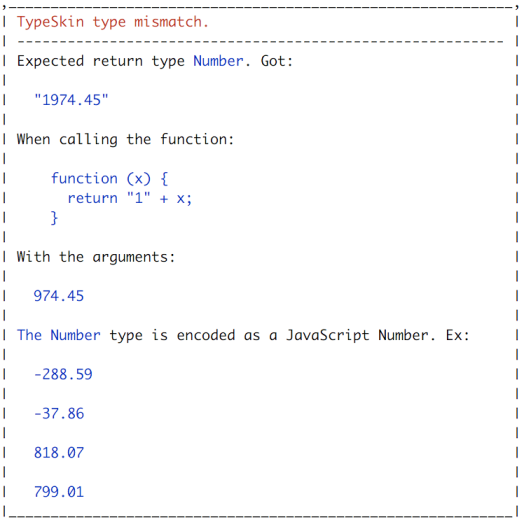 TypeSkin type mismatch.
Expected return type Number. Got:
"1974.45"
When calling the function:
function (x) {
return "1" + x;
}
With the arguments:
974.45
The Number type is encoded as a JavaScript Number. Ex:
-288.59
-37.86
818.07
799.01